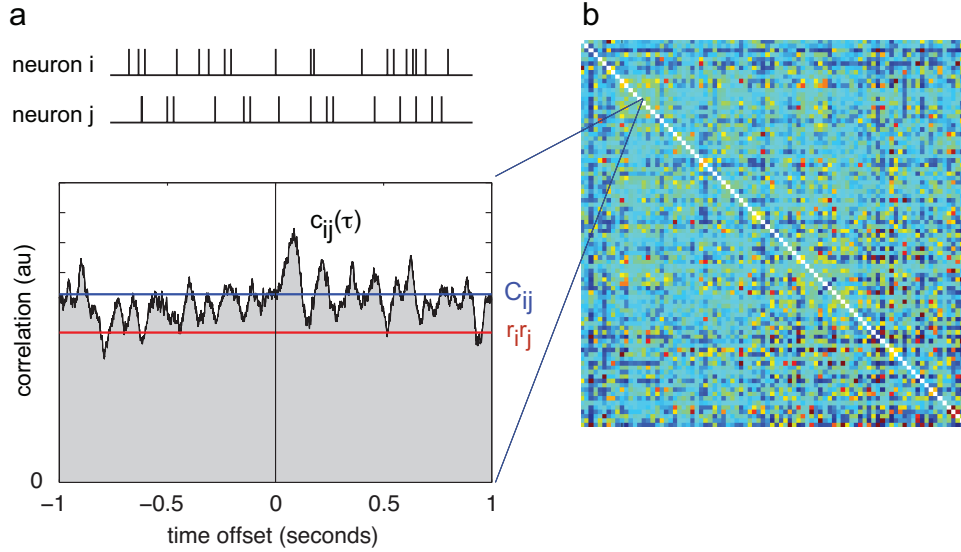 a
b
neuron i
neuron j
correlation (au)
c_ij(τ)
C_ij
r_i r_j
0
−1
−0.5
0
0.5
1
time offset (seconds)